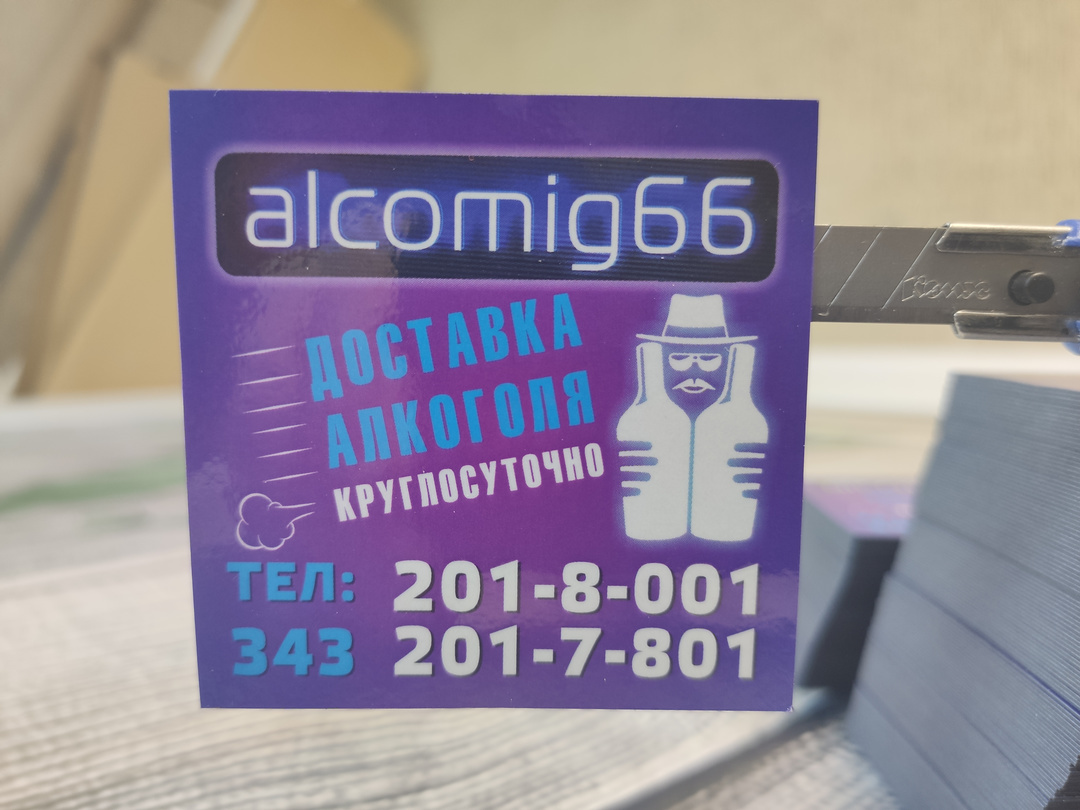 alcomig66
ДОСТАВКА
АЛКОГОЛЯ
КРУГЛОСУТОЧНО
ТЕЛ: 201-8-001
343 201-7-801